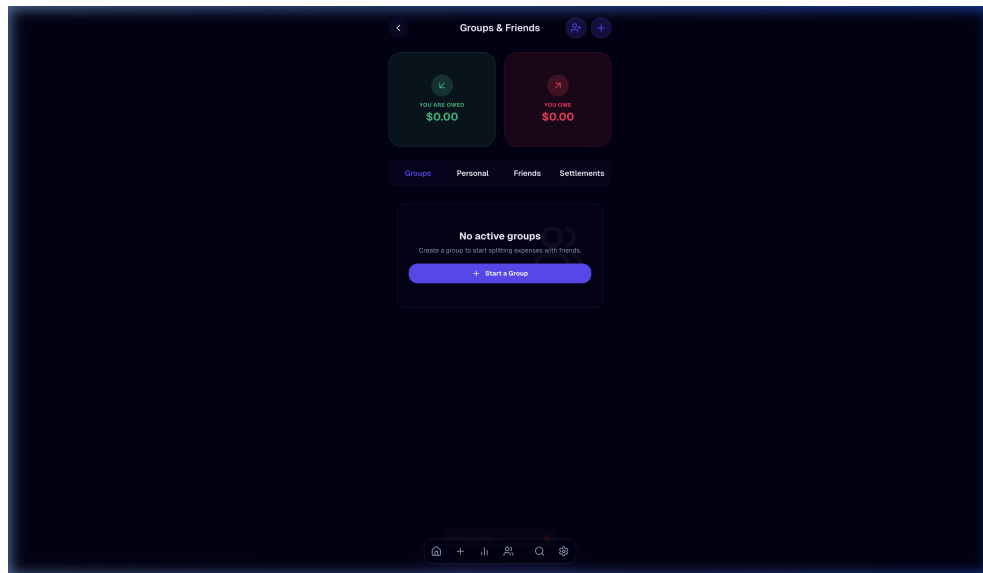 Groups & Friends
YOU ARE OWED
$0.00
YOU OWE
$0.00
Groups Personal Friends Settlements
No active groups
Create a group to start splitting expenses with friends.
+ Start a Group